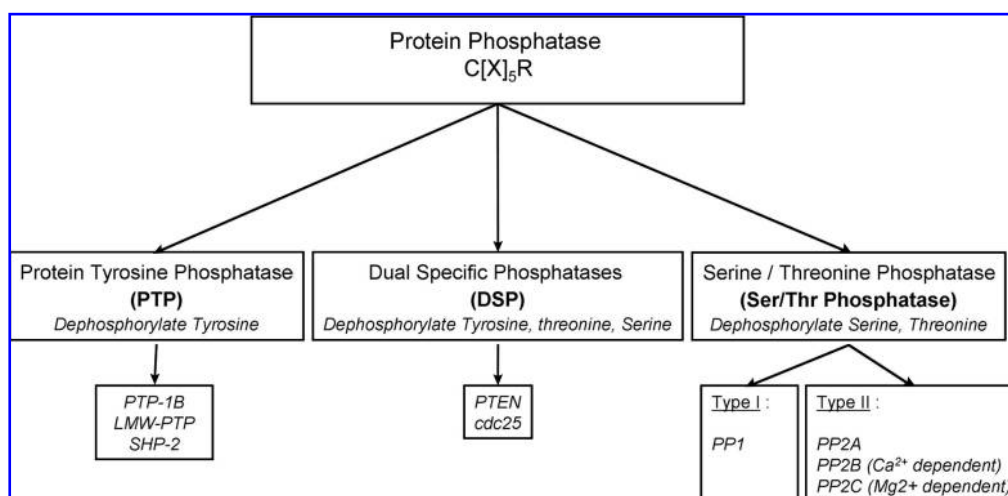 Protein Phosphatase
C[X]₅R
Protein Tyrosine Phosphatase
(PTP)
Dephosphorylate Tyrosine
Dual Specific Phosphatases
(DSP)
Dephosphorylate Tyrosine, threonine, Serine
Serine / Threonine Phosphatase
(Ser/Thr Phosphatase)
Dephosphorylate Serine, Threonine
PTP-1B
LMW-PTP
SHP-2
PTEN
cdc25
Type I :
PP1
Type II :
PP2A
PP2B (Ca²⁺ dependent)
PP2C (Mg2+ dependent)